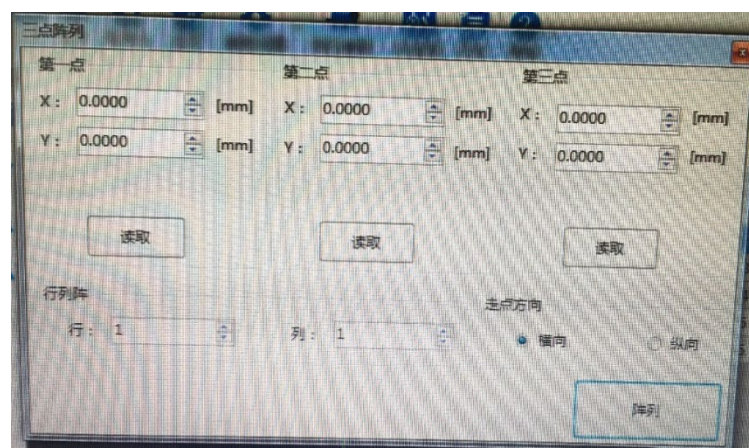 三点阵列
第一点 第二点 第三点
X： 0.0000 [mm] X： 0.0000 [mm] X： 0.0000 [mm]
Y： 0.0000 [mm] Y： 0.0000 [mm] Y： 0.0000 [mm]
读取 读取 读取
行列阵 走点方向
行： 1 列： 1 横向 纵向
阵列